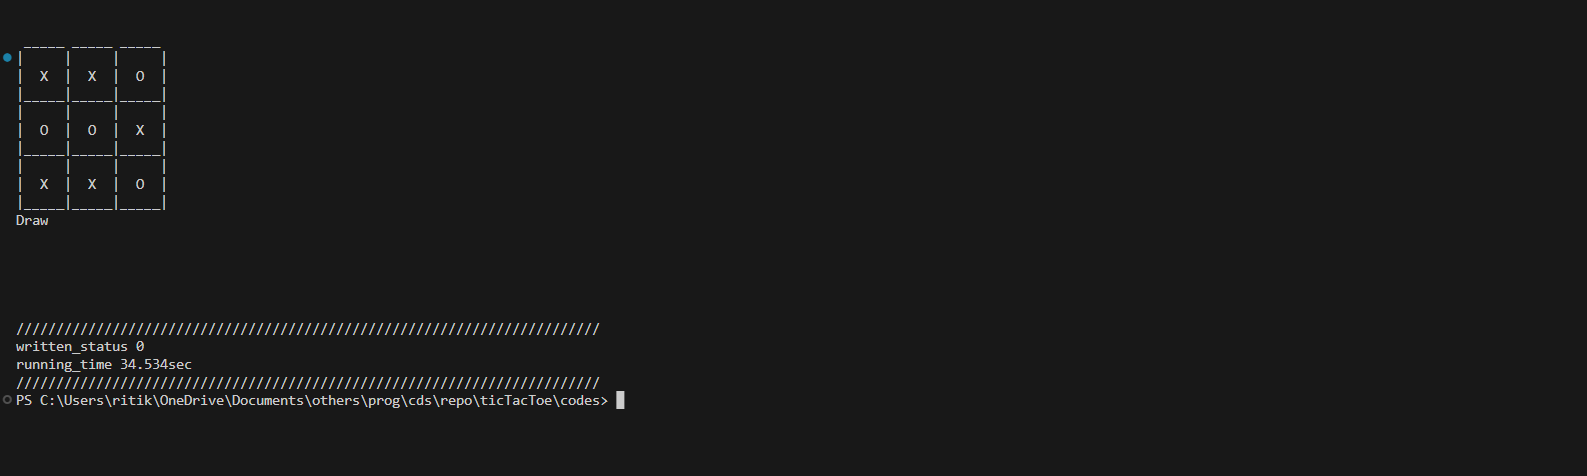 _____ _____ _____
|     |     |     |
|  X  |  X  |  O  |
|_____|_____|_____|
|     |     |     |
|  O  |  O  |  X  |
|_____|_____|_____|
|     |     |     |
|  X  |  X  |  O  |
|_____|_____|_____|
Draw
/////////////////////////////////////////////////////////////////////////
written_status 0
running_time 34.534sec
/////////////////////////////////////////////////////////////////////////
PS C:\Users\ritik\OneDrive\Documents\others\prog\cds\repo\ticTacToe\codes>